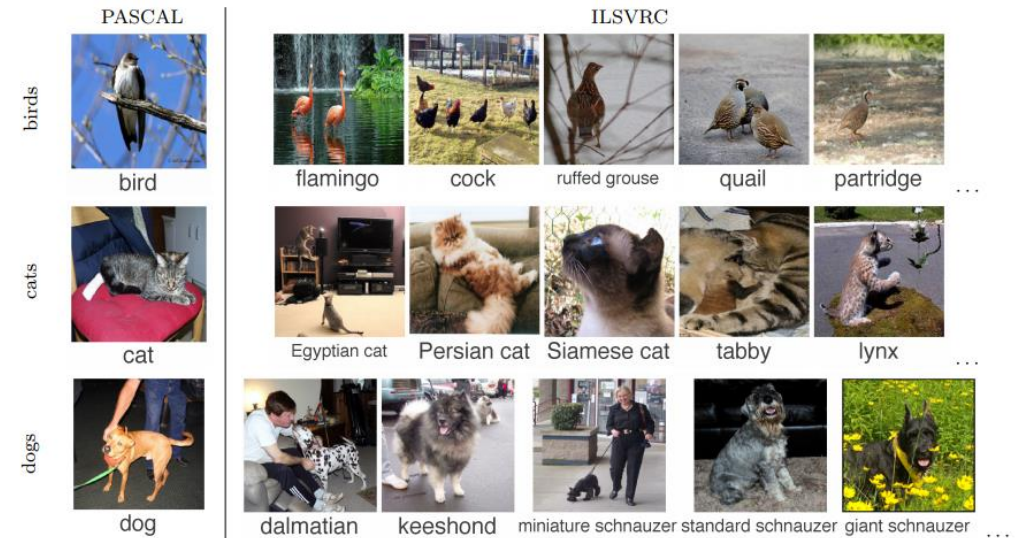 PASCAL
ILSVRC
birds
bird
flamingo
cock
ruffed grouse
quail
partridge
...
cats
cat
Egyptian cat
Persian cat
Siamese cat
tabby
lynx
...
dogs
dog
dalmatian
keeshond
miniature schnauzer
standard schnauzer
giant schnauzer
...